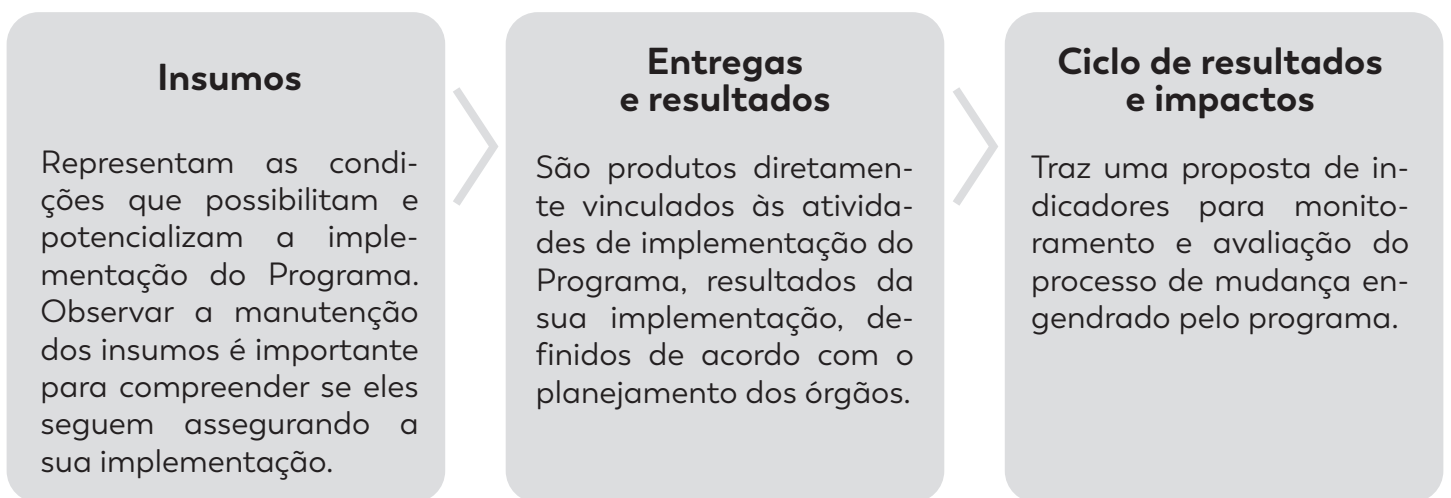 Insumos
Representam as condi-
ções que possibilitam e
potencializam a imple-
mentação do Programa.
Observar a manutenção
dos insumos é importante
para compreender se eles
seguem assegurando a
sua implementação.
Entregas
e resultados
São produtos diretamen-
te vinculados às ativida-
des de implementação do
Programa, resultados da
sua implementação, de-
finidos de acordo com o
planejamento dos órgãos.
Ciclo de resultados
e impactos
Traz uma proposta de in-
dicadores para monito-
ramento e avaliação do
processo de mudança en-
gendrado pelo programa.